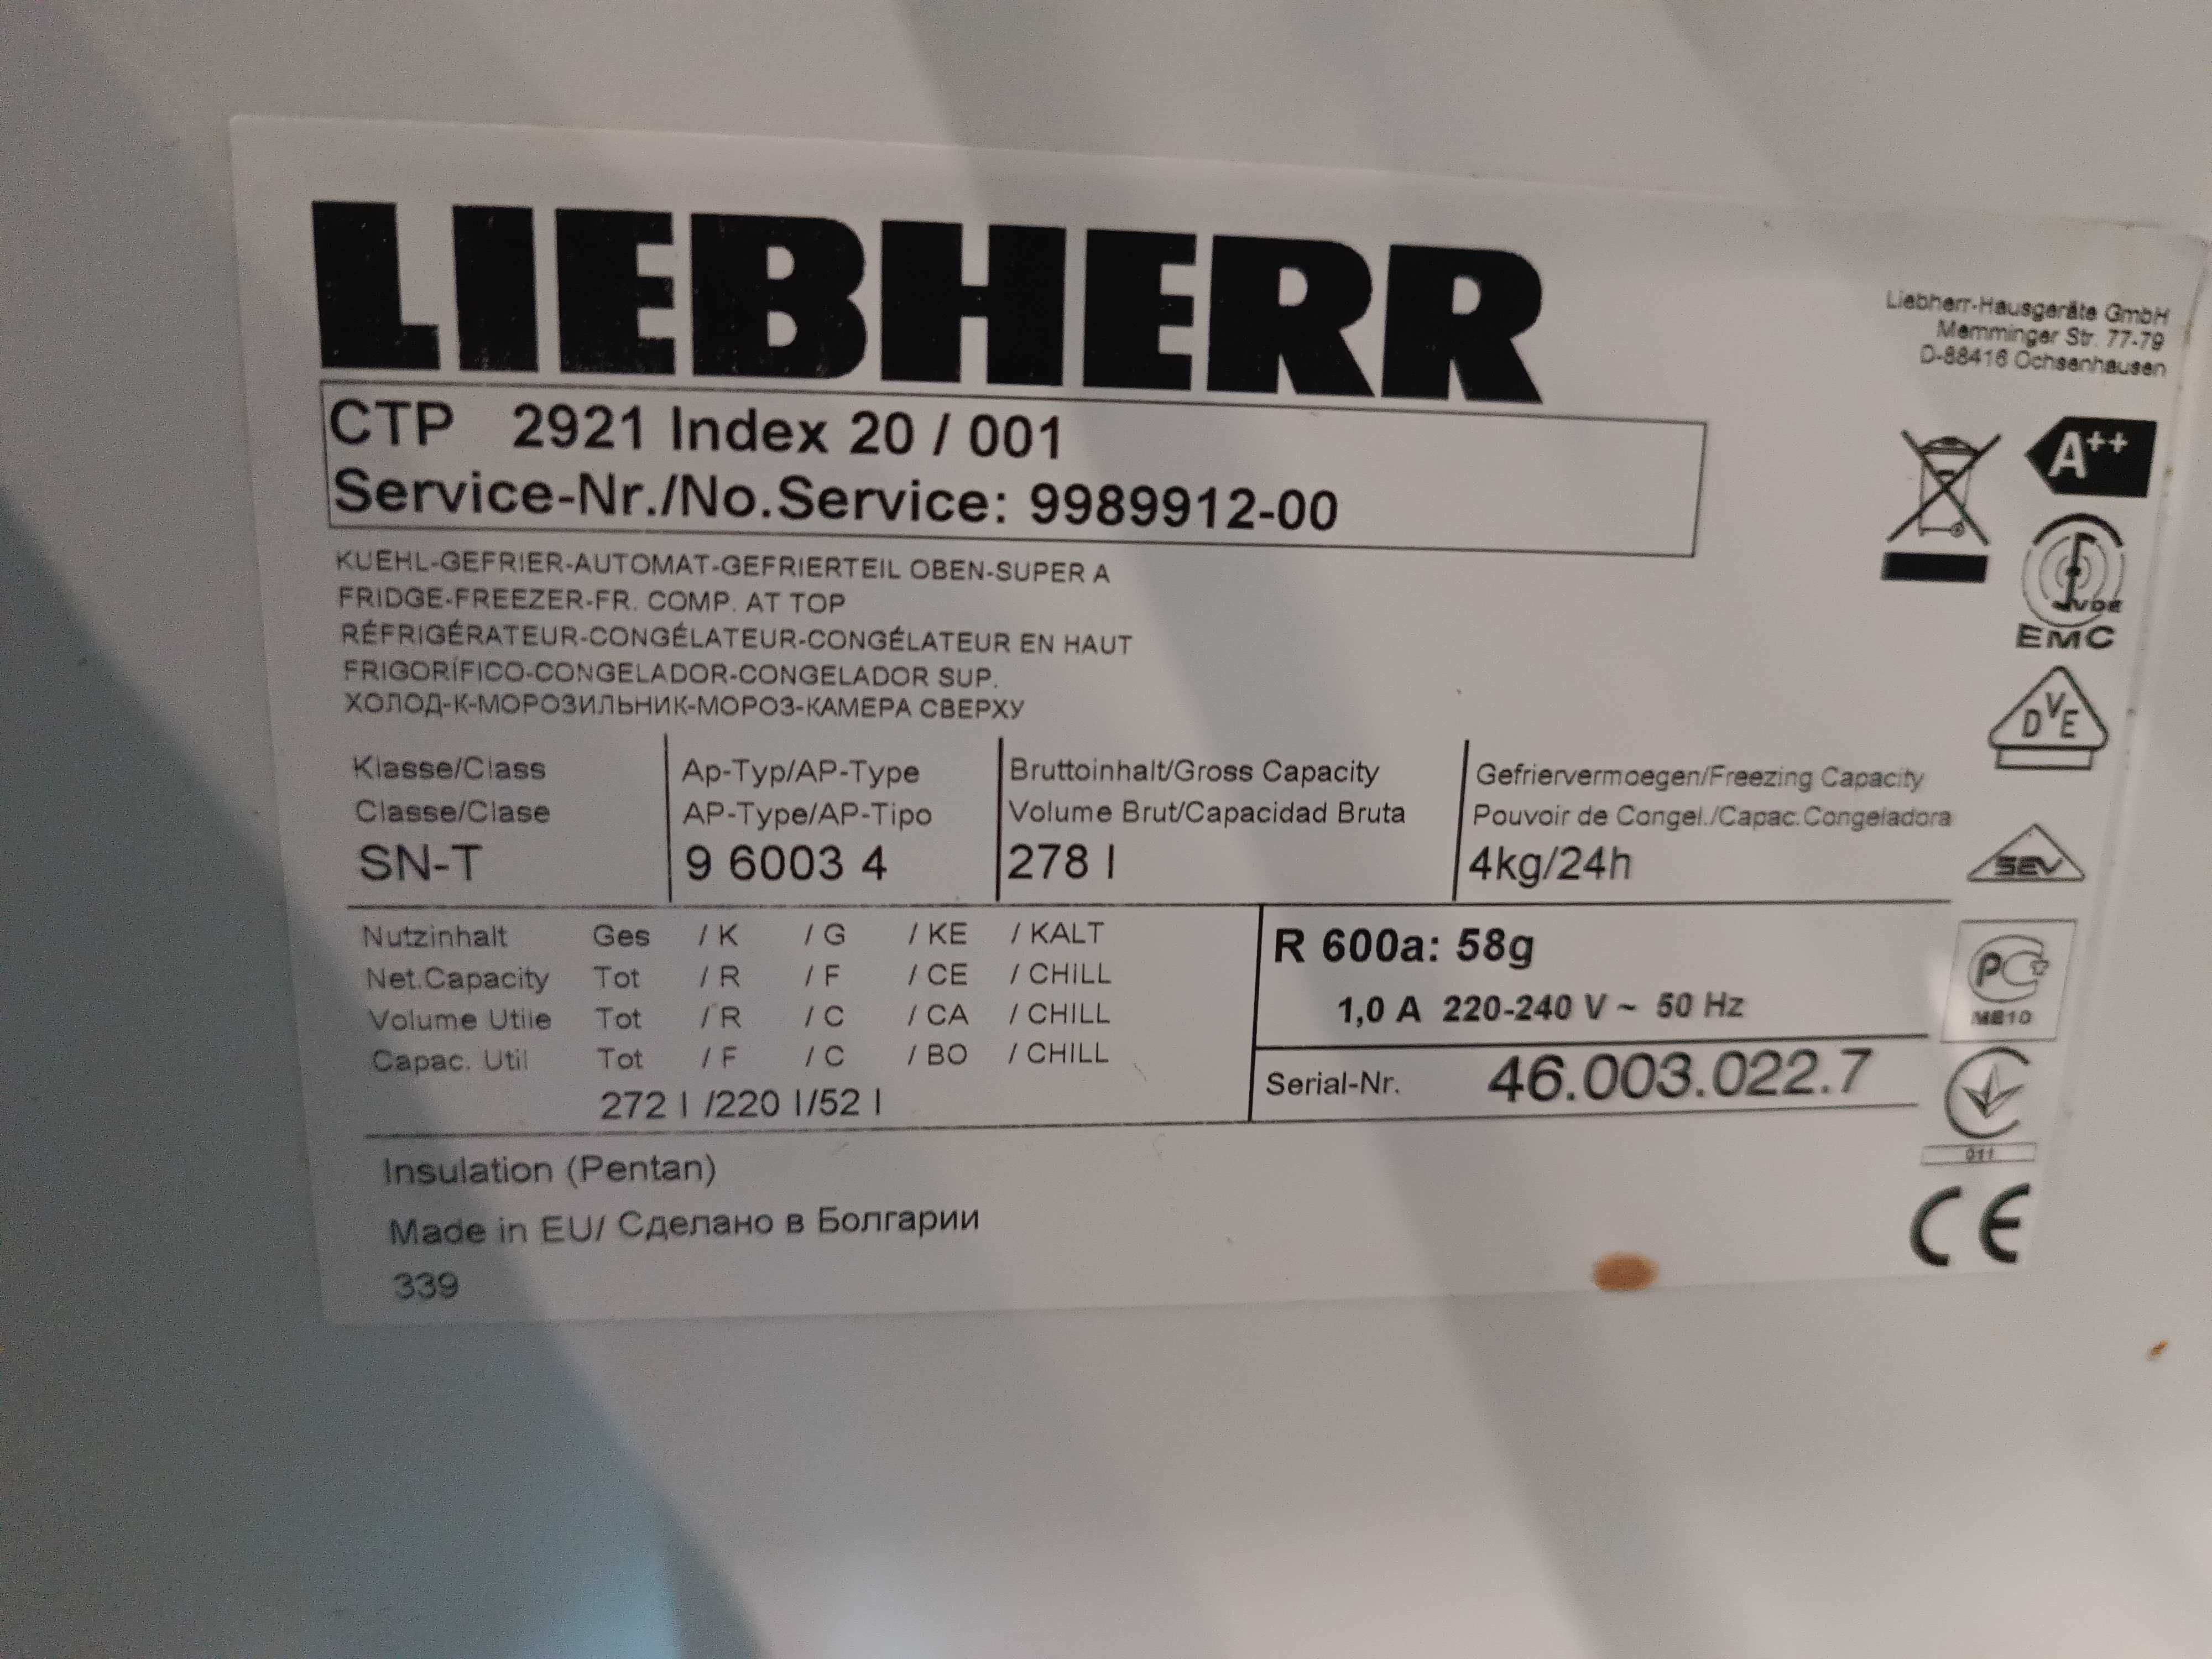 LIEBHERR
Liebherr-Hausgeräte GmbH
Memminger Str. 77-79
D-88416 Ochsenhausen
CTP 2921 Index 20 / 001
Service-Nr./No.Service: 9989912-00
A++
KUEHL-GEFRIER-AUTOMAT-GEFRIERTEIL OBEN-SUPER A
FRIDGE-FREEZER-FR. COMP. AT TOP
RÉFRIGÉRATEUR-CONGÉLATEUR-CONGÉLATEUR EN HAUT
FRIGORÍFICO-CONGELADOR-CONGELADOR SUP.
ХОЛОД-К-МОРОЗИЛЬНИК-МОРОЗ-КАМЕРА СВЕРХУ
VDE
EMC
DVE
Klasse/Class Ap-Typ/AP-Type Bruttoinhalt/Gross Capacity Gefriervermoegen/Freezing Capacity
Classe/Clase AP-Type/AP-Tipo Volume Brut/Capacidad Bruta Pouvoir de Congel./Capac.Congeladora
SN-T 9 6003 4 278 l 4kg/24h
SEV
Nutzinhalt Ges / K / G / KE / KALT
Net.Capacity Tot / R / F / CE / CHILL
Volume Utile Tot / R / C / CA / CHILL
Capac. Util Tot / F / C / BO / CHILL
272 l /220 l/52 l
R 600a: 58g
1,0 A 220-240 V ~ 50 Hz
Serial-Nr. 46.003.022.7
PC
011
Insulation (Pentan)
Made in EU/ Сделано в Болгарии
339
CE